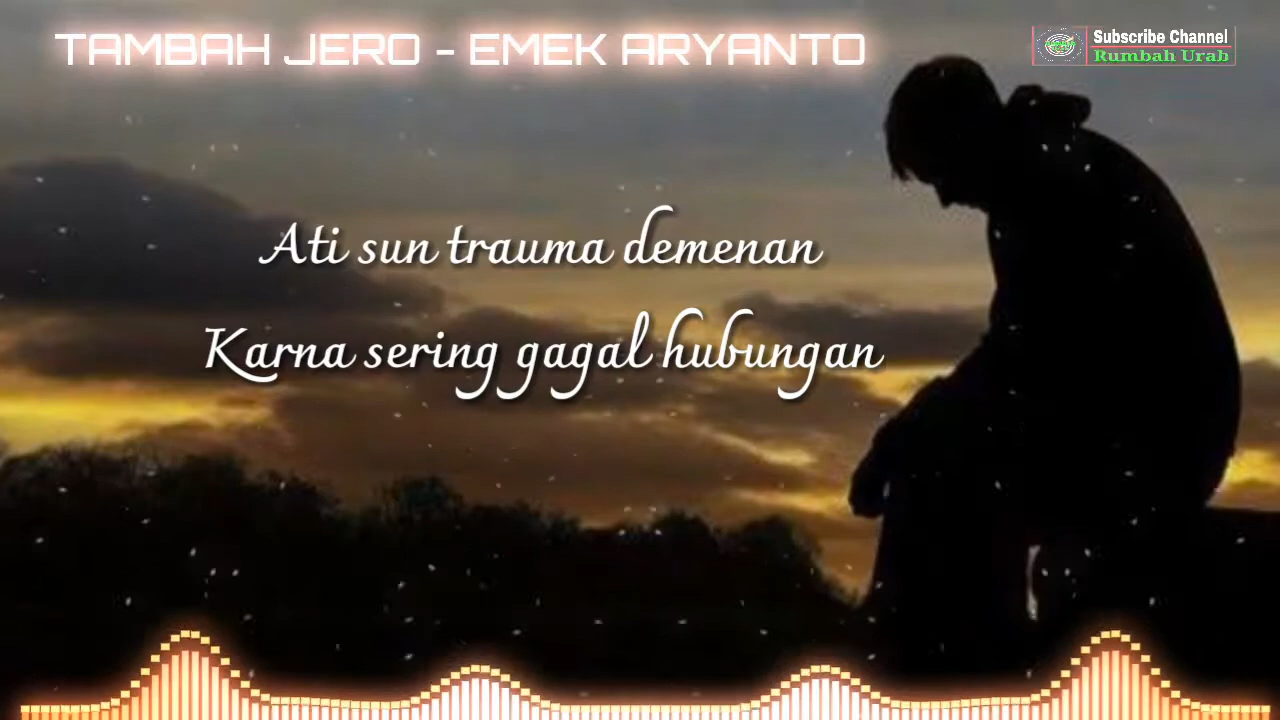 TAMBAH JERO - EMEK ARYANTO
Subscribe Channel
Rumbah Urab
Ati sun trauma demenan
Karna sering gagal hubungan